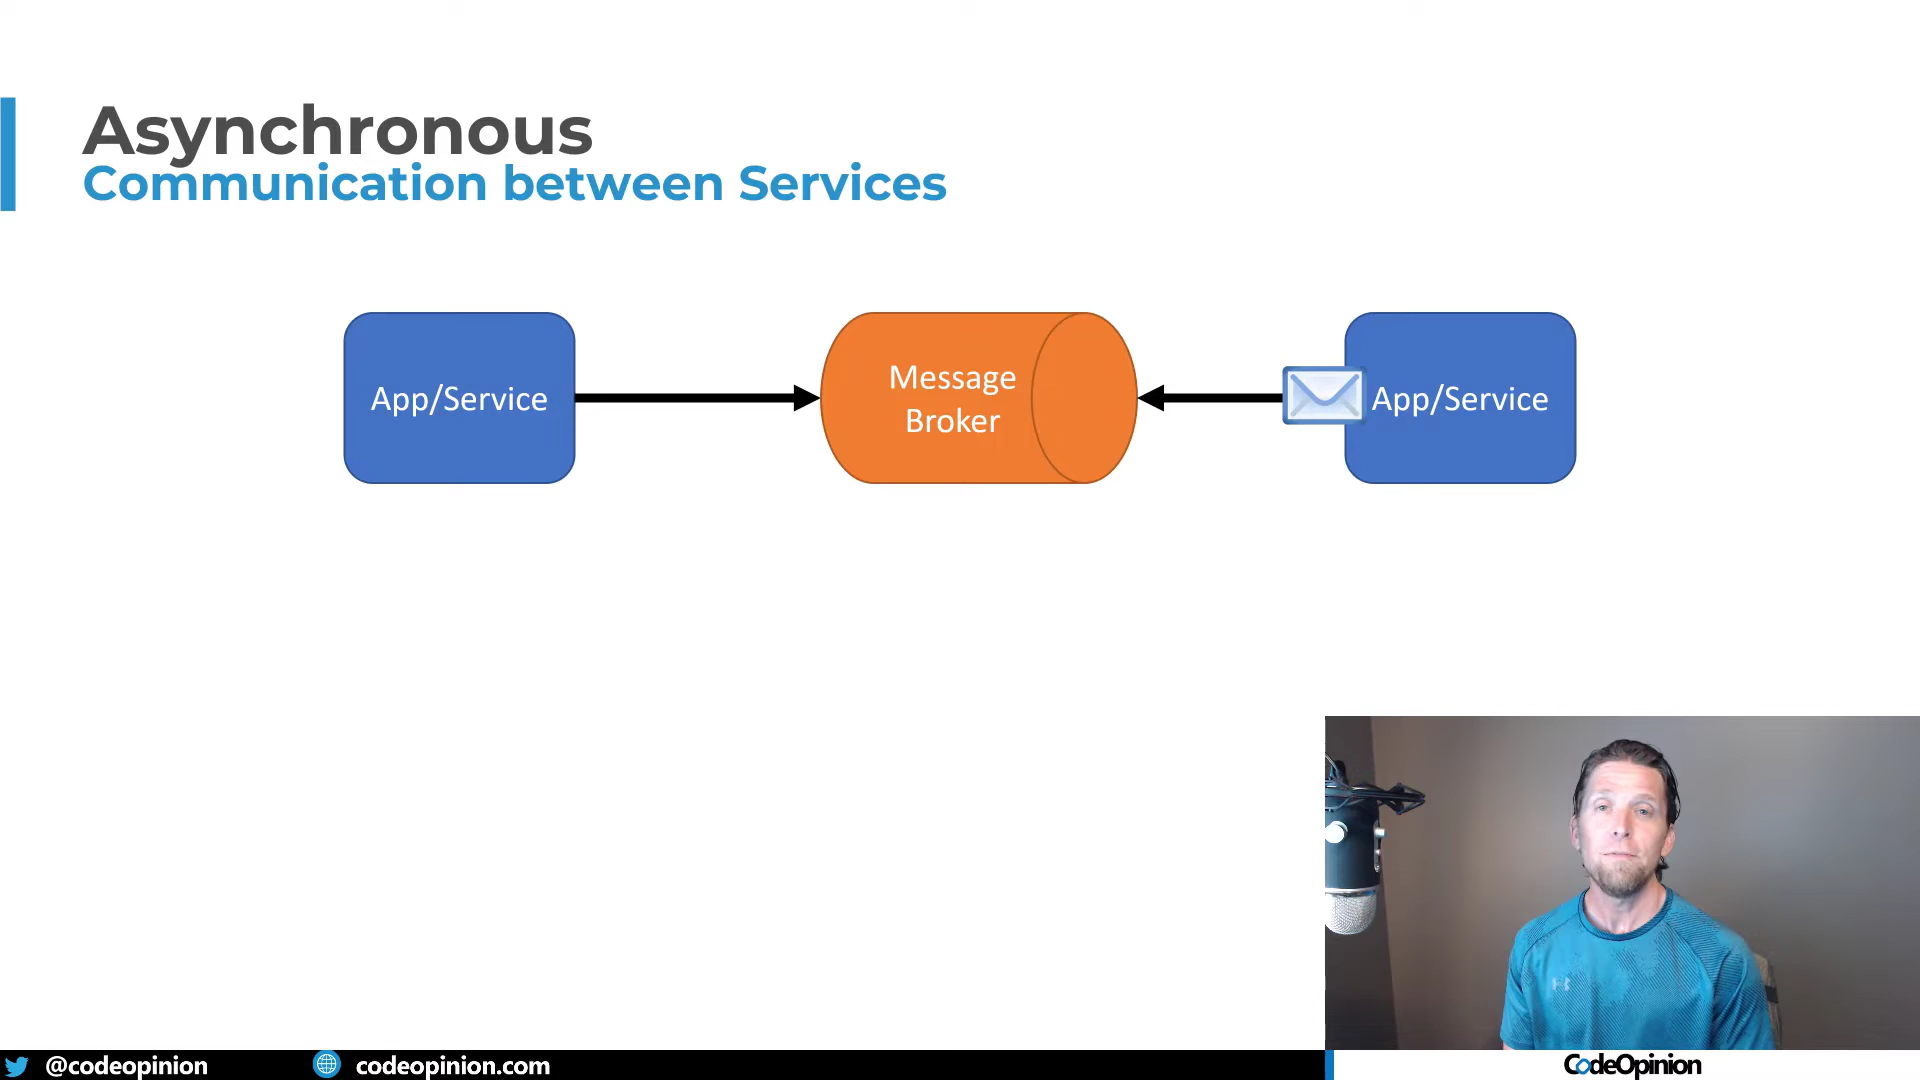 Asynchronous
Communication between Services
App/Service
Message
Broker
App/Service
@codeopinion
codeopinion.com
CodeOpinion